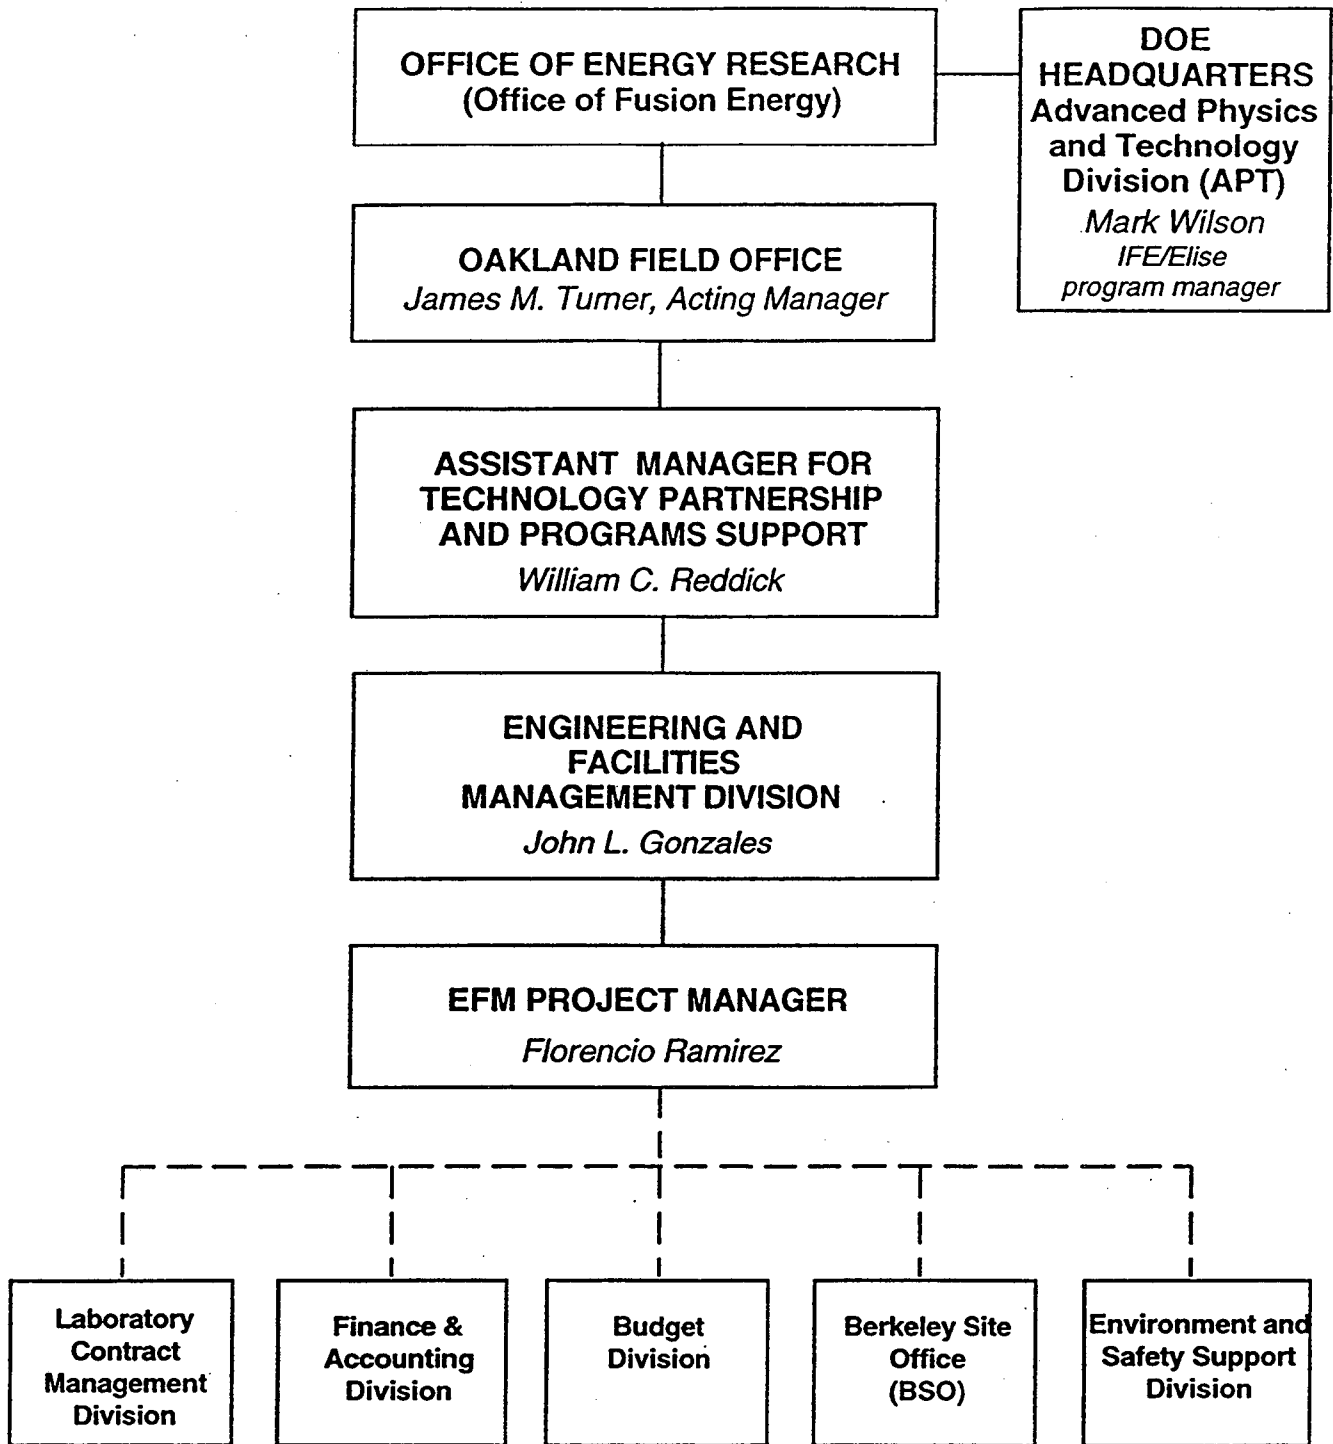 OFFICE OF ENERGY RESEARCH
(Office of Fusion Energy)
DOE
HEADQUARTERS
Advanced Physics
and Technology
Division (APT)
Mark Wilson
IFE/Elise
program manager
OAKLAND FIELD OFFICE
James M. Turner, Acting Manager
ASSISTANT MANAGER FOR
TECHNOLOGY PARTNERSHIP
AND PROGRAMS SUPPORT
William C. Reddick
ENGINEERING AND
FACILITIES
MANAGEMENT DIVISION
John L. Gonzales
EFM PROJECT MANAGER
Florencio Ramirez
Laboratory
Contract
Management
Division
Finance &
Accounting
Division
Budget
Division
Berkeley Site
Office
(BSO)
Environment and
Safety Support
Division